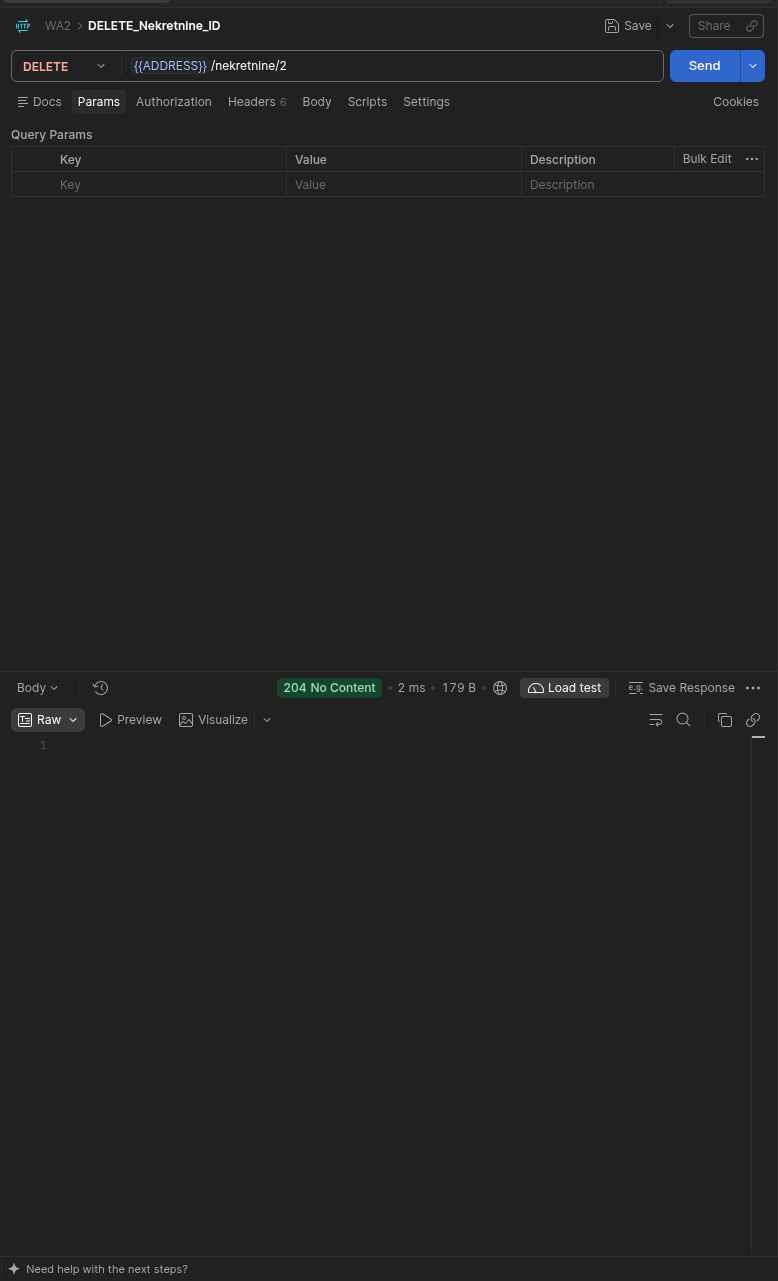 HTTP WA2 > DELETE_Nekretnine_ID Save Share
DELETE {{ADDRESS}} /nekretnine/2 Send
Docs Params Authorization Headers 6 Body Scripts Settings Cookies
Query Params
Key Value Description Bulk Edit ···
Key Value Description
Body 204 No Content • 2 ms • 179 B • Load test e.g. Save Response ···
Raw Preview Visualize
1
Need help with the next steps?